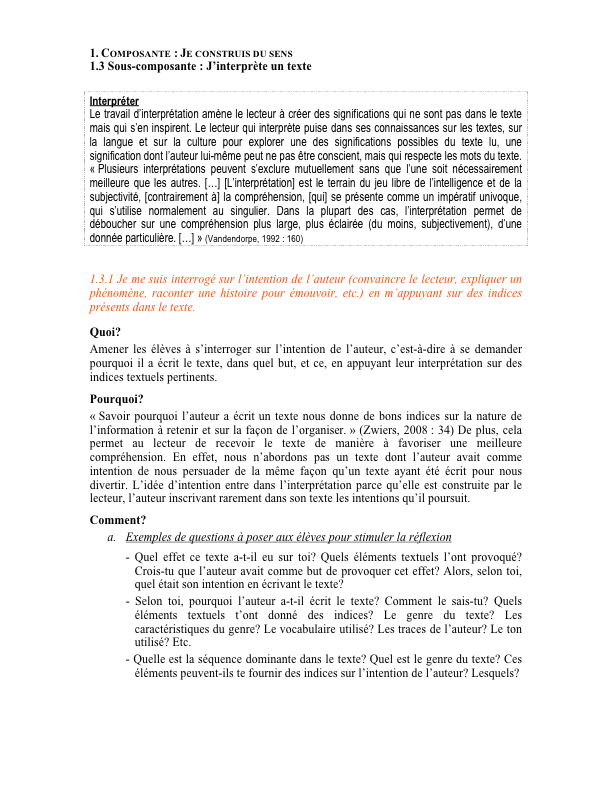 1. COMPOSANTE : JE CONSTRUIS DU SENS
1.3 Sous-composante : J’interprète un texte
Interpréter
Le travail d’interprétation amène le lecteur à créer des significations qui ne sont pas dans le texte
mais qui s’en inspirent. Le lecteur qui interprète puise dans ses connaissances sur les textes, sur
la langue et sur la culture pour explorer une des significations possibles du texte lu, une
signification dont l’auteur lui-même peut ne pas être conscient, mais qui respecte les mots du texte.
« Plusieurs interprétations peuvent s’exclure mutuellement sans que l’une soit nécessairement
meilleure que les autres. […] [L’interprétation] est le terrain du jeu libre de l’intelligence et de la
subjectivité, [contrairement à] la compréhension, [qui] se présente comme un impératif univoque,
qui s’utilise normalement au singulier. Dans la plupart des cas, l’interprétation permet de
déboucher sur une compréhension plus large, plus éclairée (du moins, subjectivement), d’une
donnée particulière. […] » (Vandendorpe, 1992 : 160)
1.3.1 Je me suis interrogé sur l’intention de l’auteur (convaincre le lecteur, expliquer un
phénomène, raconter une histoire pour émouvoir, etc.) en m’appuyant sur des indices
présents dans le texte.
Quoi?
Amener les élèves à s’interroger sur l’intention de l’auteur, c’est-à-dire à se demander
pourquoi il a écrit le texte, dans quel but, et ce, en appuyant leur interprétation sur des
indices textuels pertinents.
Pourquoi?
« Savoir pourquoi l’auteur a écrit un texte nous donne de bons indices sur la nature de
l’information à retenir et sur la façon de l’organiser. » (Zwiers, 2008 : 34) De plus, cela
permet au lecteur de recevoir le texte de manière à favoriser une meilleure
compréhension. En effet, nous n’abordons pas un texte dont l’auteur avait comme
intention de nous persuader de la même façon qu’un texte ayant été écrit pour nous
divertir. L’idée d’intention entre dans l’interprétation parce qu’elle est construite par le
lecteur, l’auteur inscrivant rarement dans son texte les intentions qu’il poursuit.
Comment?
a. Exemples de questions à poser aux élèves pour stimuler la réflexion
- Quel effet ce texte a-t-il eu sur toi? Quels éléments textuels l’ont provoqué?
Crois-tu que l’auteur avait comme but de provoquer cet effet? Alors, selon toi,
quel était son intention en écrivant le texte?
- Selon toi, pourquoi l’auteur a-t-il écrit le texte? Comment le sais-tu? Quels
éléments textuels t’ont donné des indices? Le genre du texte? Les
caractéristiques du genre? Le vocabulaire utilisé? Les traces de l’auteur? Le ton
utilisé? Etc.
- Quelle est la séquence dominante dans le texte? Quel est le genre du texte? Ces
éléments peuvent-ils te fournir des indices sur l’intention de l’auteur? Lesquels?